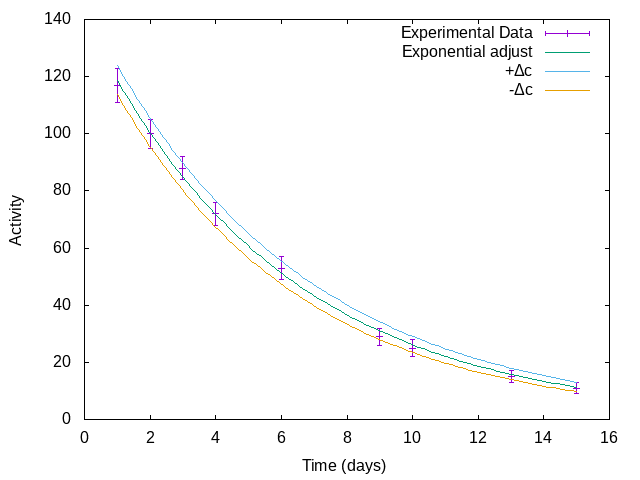 140
120
100
80
60
40
20
0
0 2 4 6 8 10 12 14 16
Activity
Time (days)
Experimental Data
Exponential adjust
+Δc
-Δc